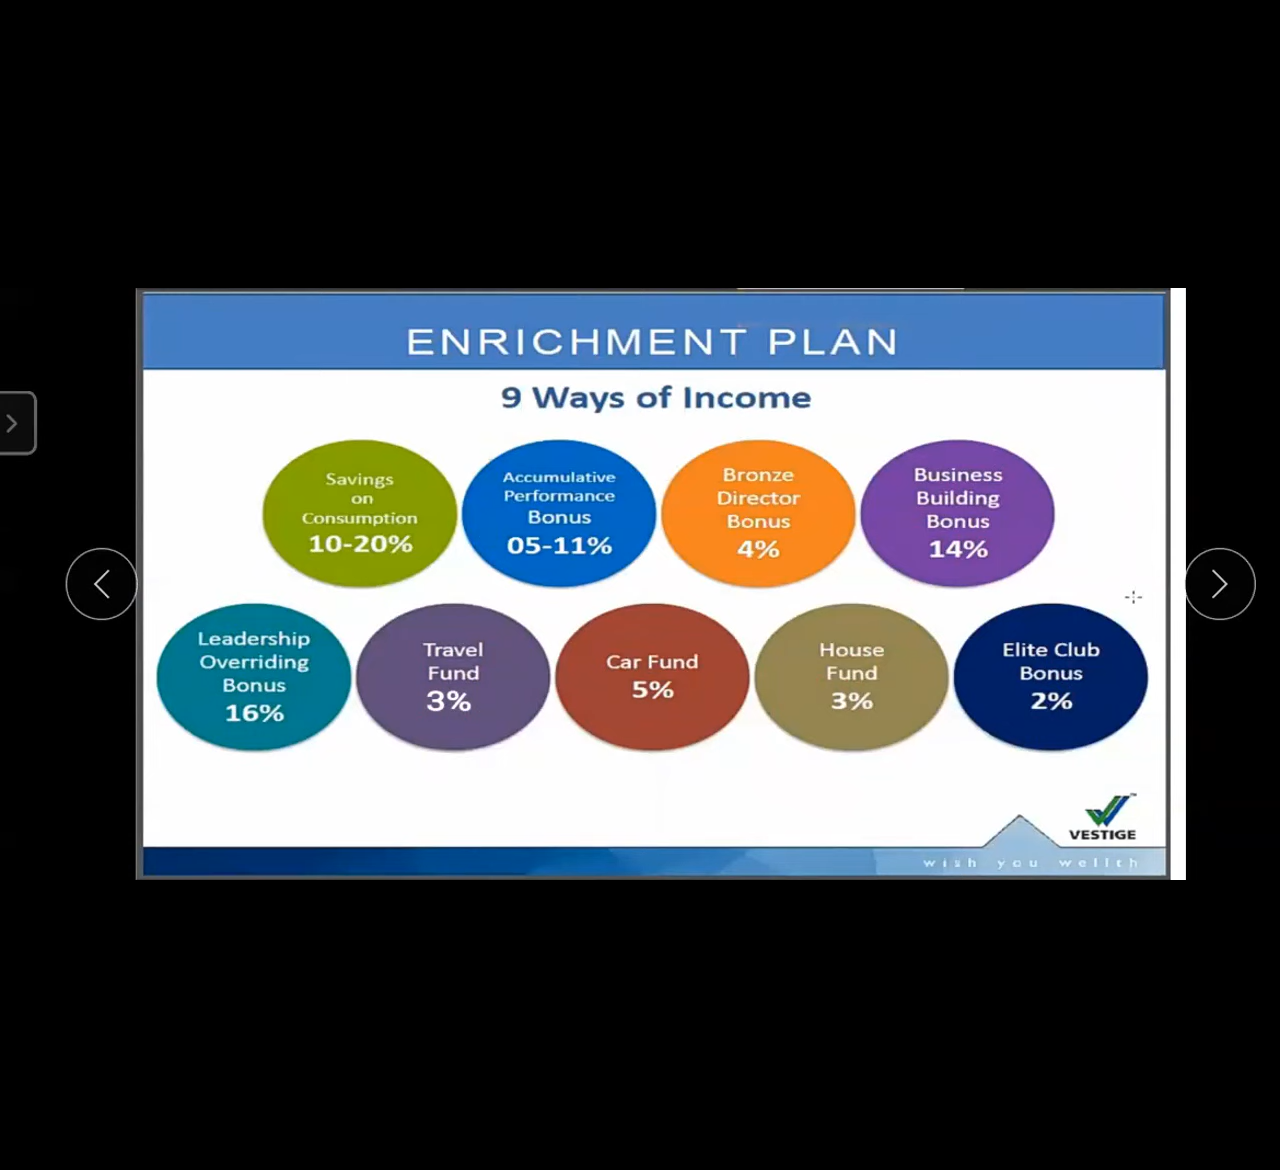 ENRICHMENT PLAN
9 Ways of Income
Savings
on
Consumption
10-20%
Accumulative
Performance
Bonus
05-11%
Bronze
Director
Bonus
4%
Business
Building
Bonus
14%
Leadership
Overriding
Bonus
16%
Travel
Fund
3%
Car Fund
5%
House
Fund
3%
Elite Club
Bonus
2%
VESTIGE
wish you wellth